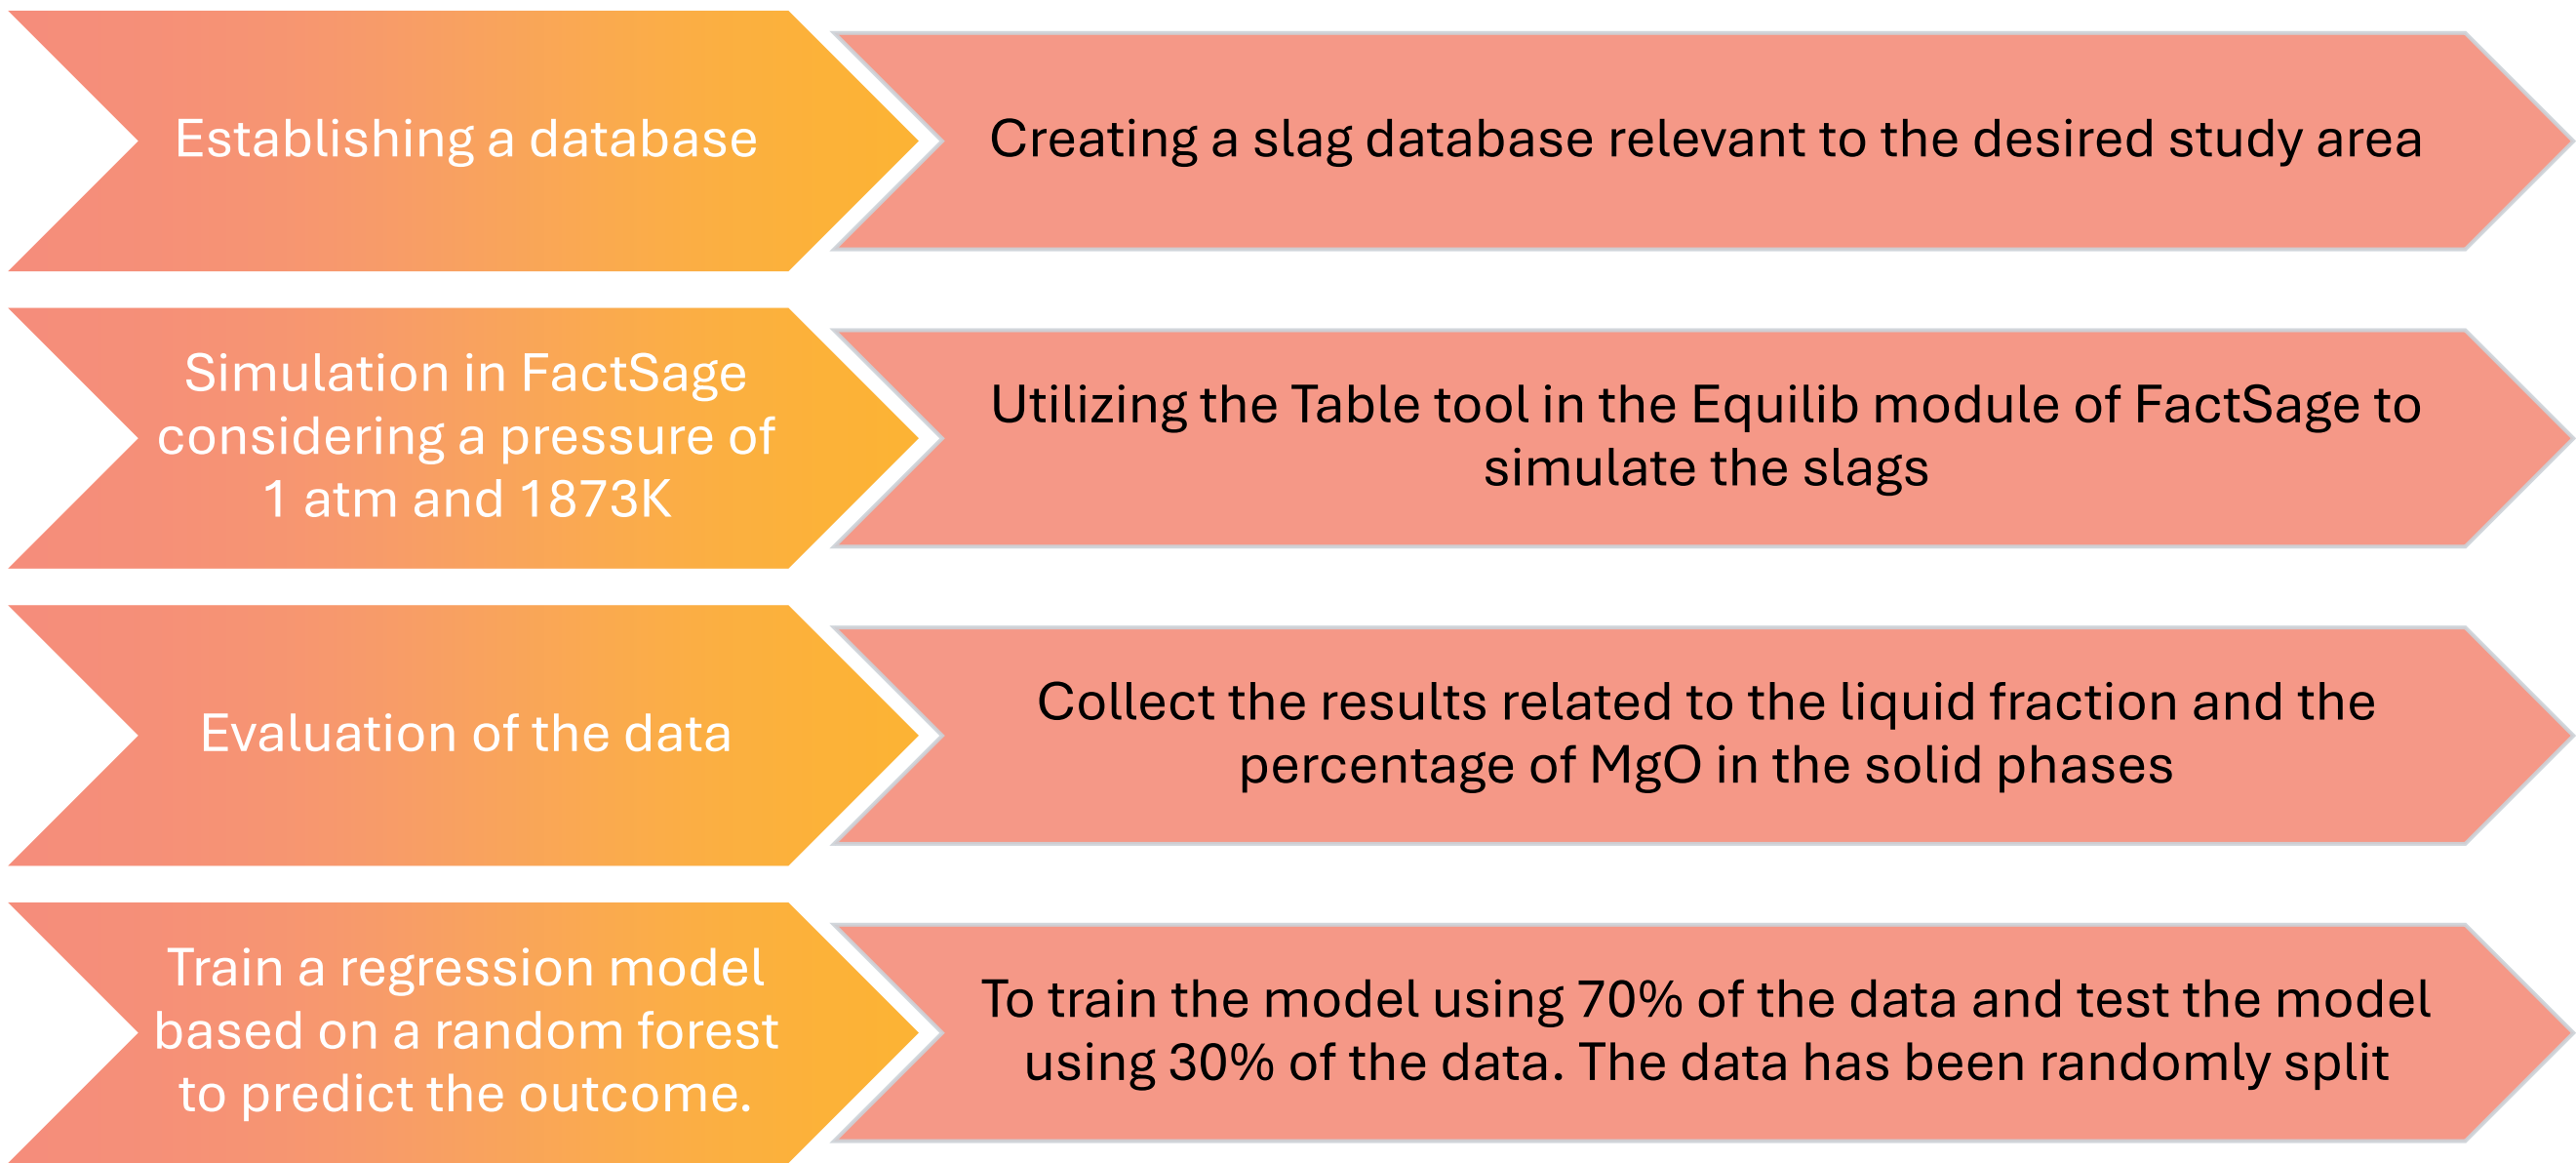 Establishing a database
Creating a slag database relevant to the desired study area
Simulation in FactSage
considering a pressure of
1 atm and 1873K
Utilizing the Table tool in the Equilib module of FactSage to
simulate the slags
Evaluation of the data
Collect the results related to the liquid fraction and the
percentage of MgO in the solid phases
Train a regression model
based on a random forest
to predict the outcome.
To train the model using 70% of the data and test the model
using 30% of the data. The data has been randomly split